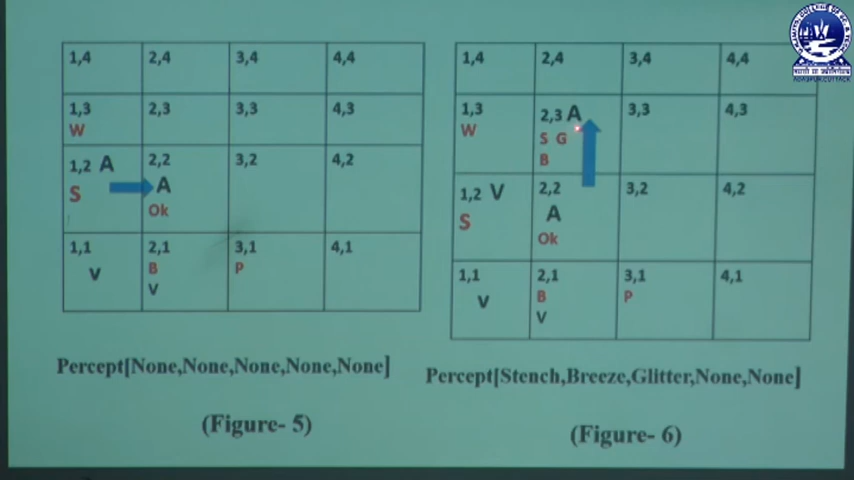 1,4 2,4 3,4 4,4
1,3 2,3 3,3 4,3
W
1,2 A 2,2 3,2 4,2
S A
Ok
1,1 2,1 3,1 4,1
V B P
V
Percept[None,None,None,None,None]
(Figure- 5)
1,4 2,4 3,4 4,4
1,3 2,3 A 3,3 4,3
W S G
B
1,2 V 2,2 3,2 4,2
S A
Ok
1,1 2,1 3,1 4,1
V B P
V
Percept[Stench,Breeze,Glitter,None,None]
(Figure- 6)